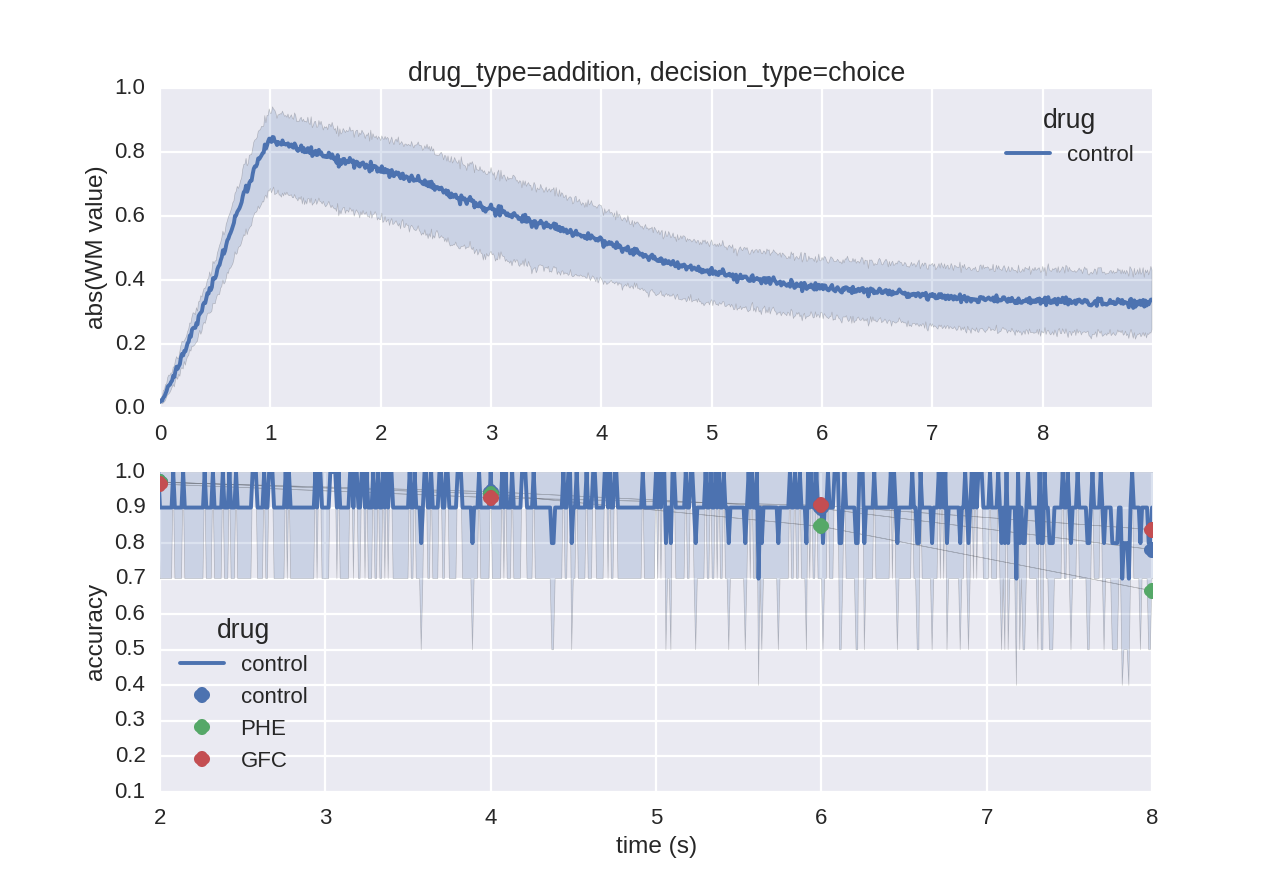 drug_type=addition, decision_type=choice
1.0
0.8
0.6
0.4
0.2
0.0
abs(WM value)
drug
control
0 1 2 3 4 5 6 7 8
1.0
0.9
0.8
0.7
0.6
0.5
0.4
0.3
0.2
0.1
accuracy
drug
control
control
PHE
GFC
2 3 4 5 6 7 8
time (s)